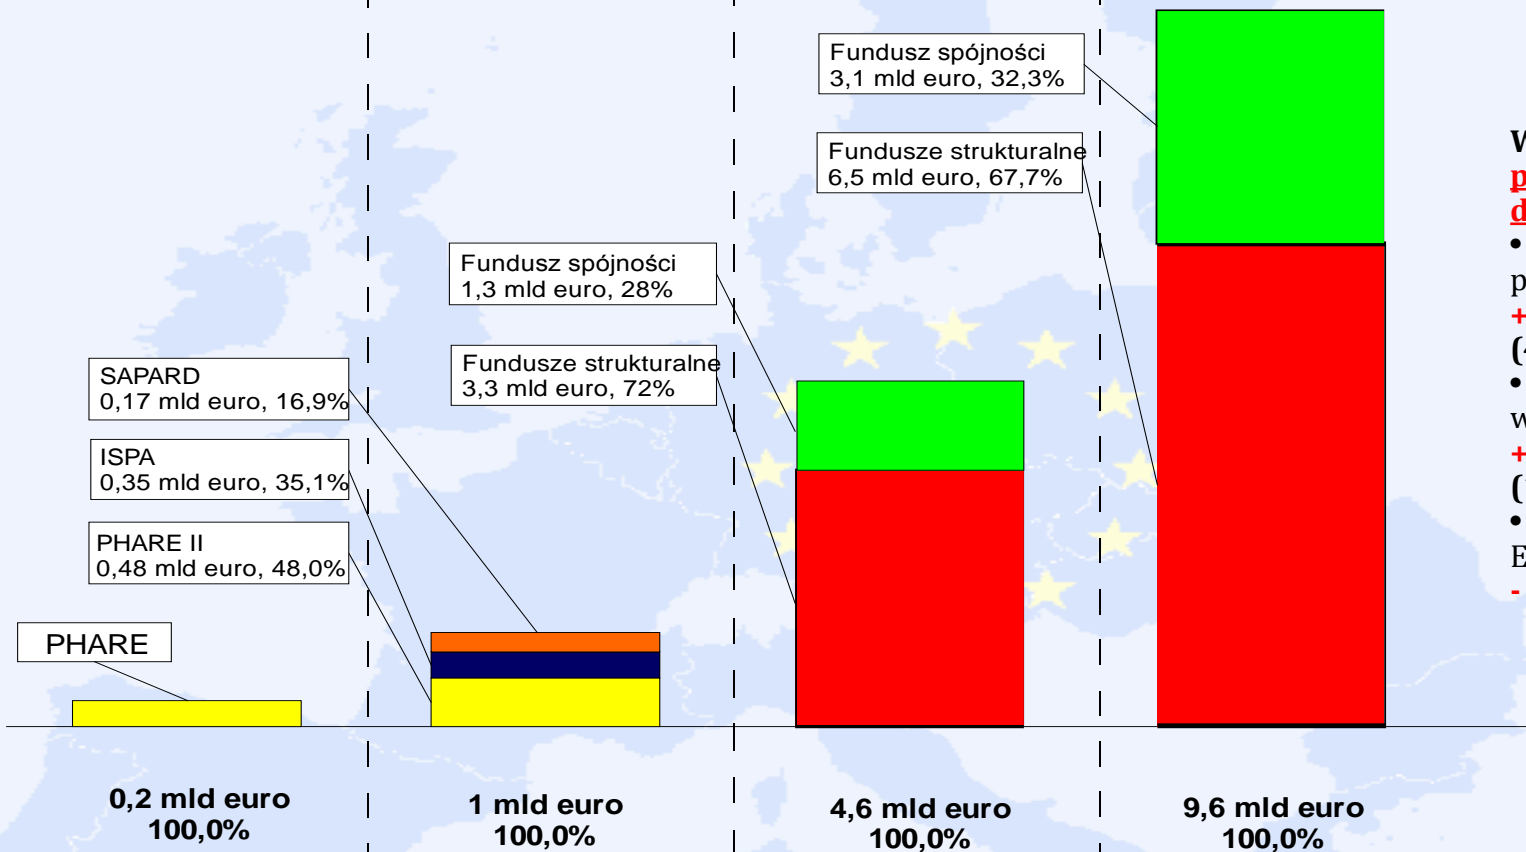 Fundusz spójności
3,1 mld euro, 32,3%
Fundusze strukturalne
6,5 mld euro, 67,7%
Fundusz spójności
1,3 mld euro, 28%
Fundusze strukturalne
3,3 mld euro, 72%
SAPARD
0,17 mld euro, 16,9%
ISPA
0,35 mld euro, 35,1%
PHARE II
0,48 mld euro, 48,0%
PHARE
0,2 mld euro
100,0%
1 mld euro
100,0%
4,6 mld euro
100,0%
9,6 mld euro
100,0%